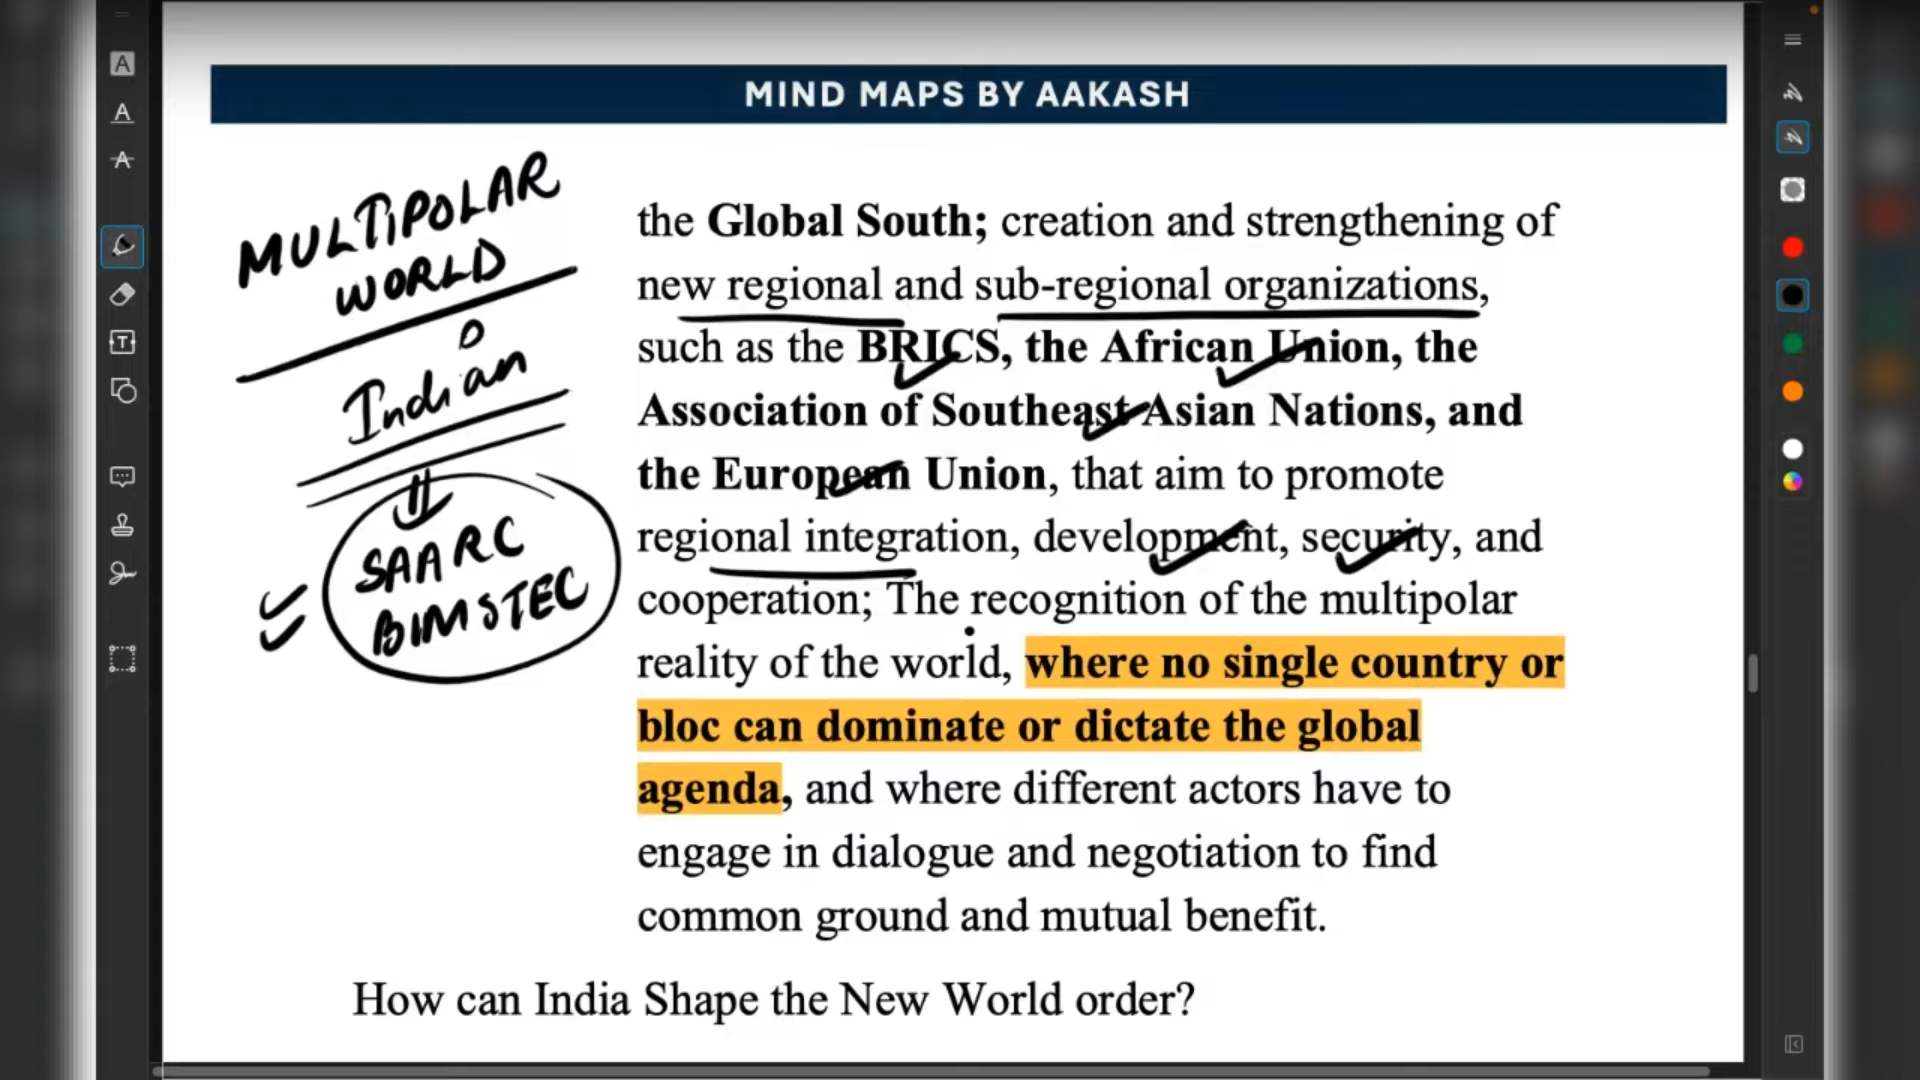 MIND MAPS BY AAKASH
MULTIPOLAR
WORLD
Indian
SAARC
BIMSTEC
the Global South; creation and strengthening of
new regional and sub-regional organizations,
such as the BRICS, the African Union, the
Association of Southeast Asian Nations, and
the European Union, that aim to promote
regional integration, development, security, and
cooperation; The recognition of the multipolar
reality of the world, where no single country or
bloc can dominate or dictate the global
agenda, and where different actors have to
engage in dialogue and negotiation to find
common ground and mutual benefit.
How can India Shape the New World order?